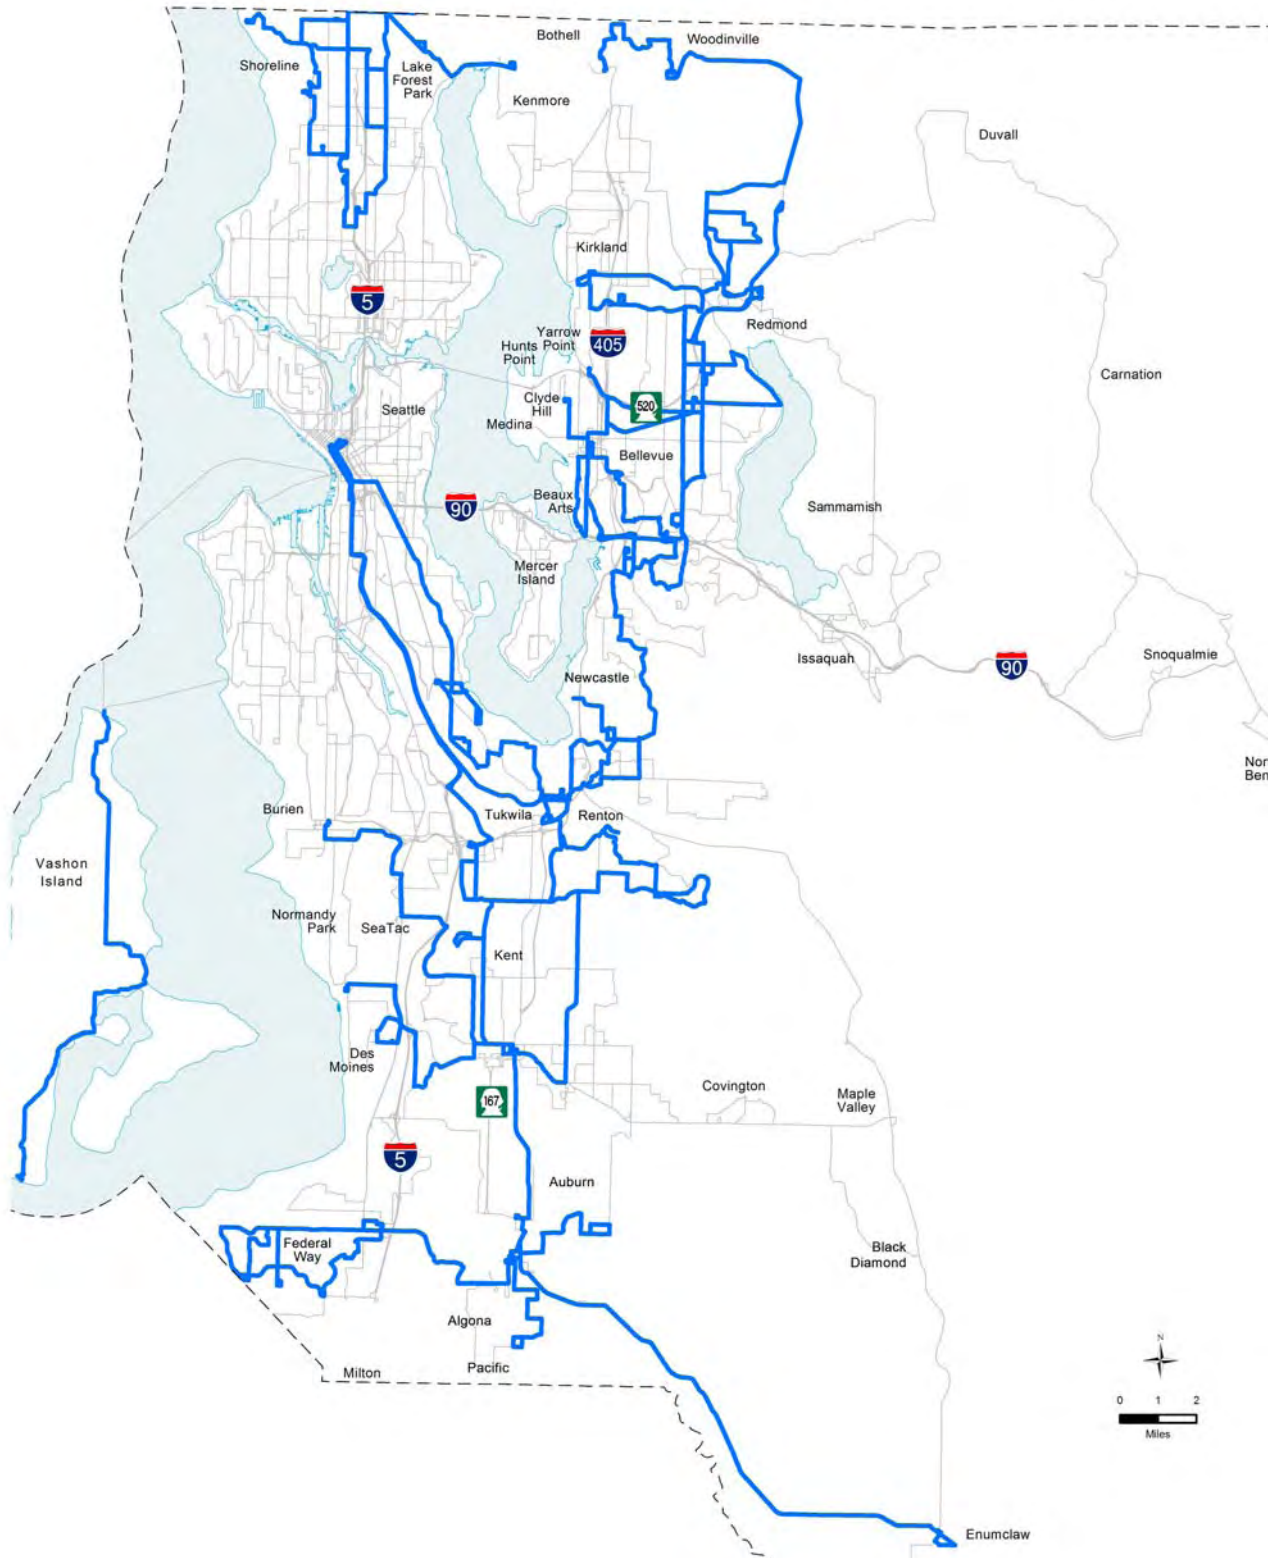 Bothell
Woodinville
Shoreline
Lake
Forest
Park
Kenmore
Duvall
Kirkland
5
Redmond
Yarrow
Point
Hunts
Point
405
Carnation
Clyde
Hill
520
Seattle
Medina
Bellevue
Beaux
Arts
90
Sammamish
Mercer
Island
Issaquah
90
Snoqualmie
Newcastle
Nor
Ben
Burien
Tukwila
Renton
Vashon
Island
Normandy
Park
SeaTac
Kent
Des
Moines
Covington
Maple
Valley
167
5
Auburn
Federal
Way
Black
Diamond
Algona
Pacific
Milton
N
0 1 2
Miles
Enumclaw